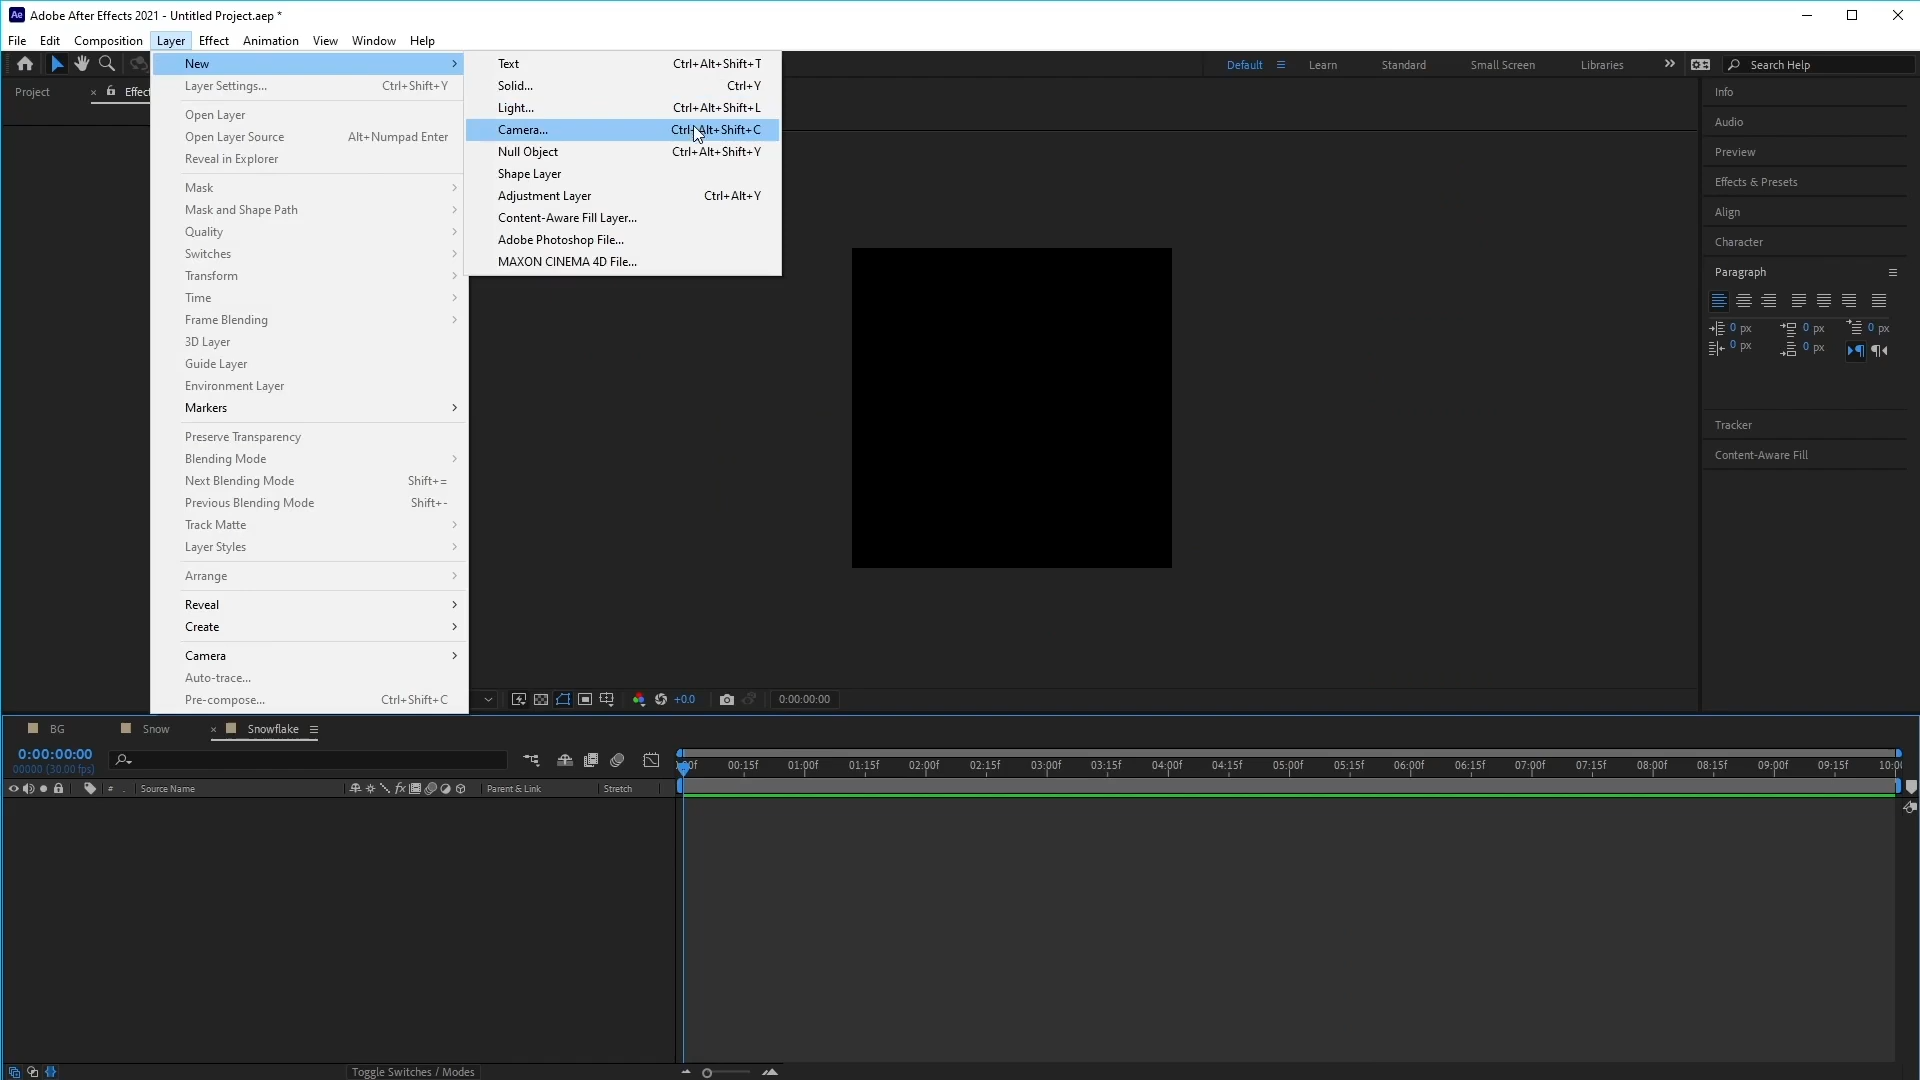 Ae Adobe After Effects 2021 - Untitled Project.aep *
File Edit Composition Layer Effect Animation View Window Help
Default Learn Standard Small Screen Libraries Search Help
Project
New
Layer Settings... Ctrl+Shift+Y
Open Layer
Open Layer Source Alt+Numpad Enter
Reveal in Explorer
Mask
Mask and Shape Path
Quality
Switches
Transform
Time
Frame Blending
3D Layer
Guide Layer
Environment Layer
Markers
Preserve Transparency
Blending Mode
Next Blending Mode Shift+=
Previous Blending Mode Shift+-
Track Matte
Layer Styles
Arrange
Reveal
Create
Camera
Auto-trace...
Pre-compose... Ctrl+Shift+C
Text Ctrl+Alt+Shift+T
Solid... Ctrl+Y
Light... Ctrl+Alt+Shift+L
Camera... Ctrl+Alt+Shift+C
Null Object Ctrl+Alt+Shift+Y
Shape Layer
Adjustment Layer Ctrl+Alt+Y
Content-Aware Fill Layer...
Adobe Photoshop File...
MAXON CINEMA 4D File...
Info
Audio
Preview
Effects & Presets
Align
Character
Paragraph
0 px 0 px 0 px
0 px 0 px
Tracker
Content-Aware Fill
+0.0 0:00:00:00
BG Snow Snowflake
0:00:00:00
00000 (30.00 fps)
00:15f 01:00f 01:15f 02:00f 02:15f 03:00f 03:15f 04:00f 04:15f 05:00f 05:15f 06:00f 06:15f 07:00f 07:15f 08:00f 08:15f 09:00f 09:15f
# Source Name fx Parent & Link Stretch
Toggle Switches / Modes